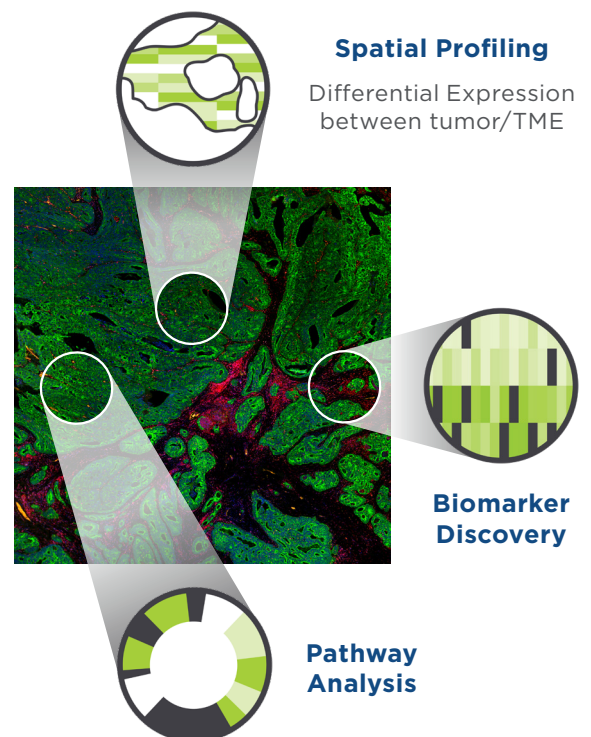 Spatial Profiling
Differential Expression
between tumor/TME
Biomarker
Discovery
Pathway
Analysis